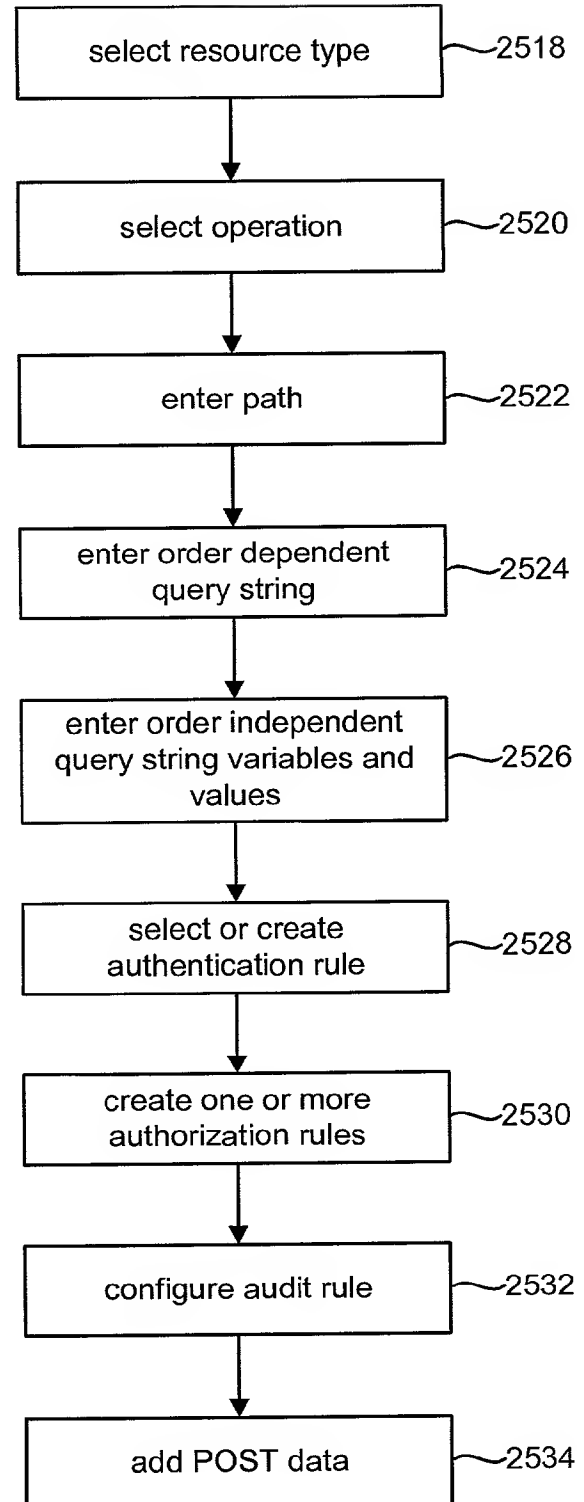 select resource type
2518
select operation
2520
enter path
2522
enter order dependent
query string
2524
enter order independent
query string variables and
values
2526
select or create
authentication rule
2528
create one or more
authorization rules
2530
configure audit rule
2532
add POST data
2534